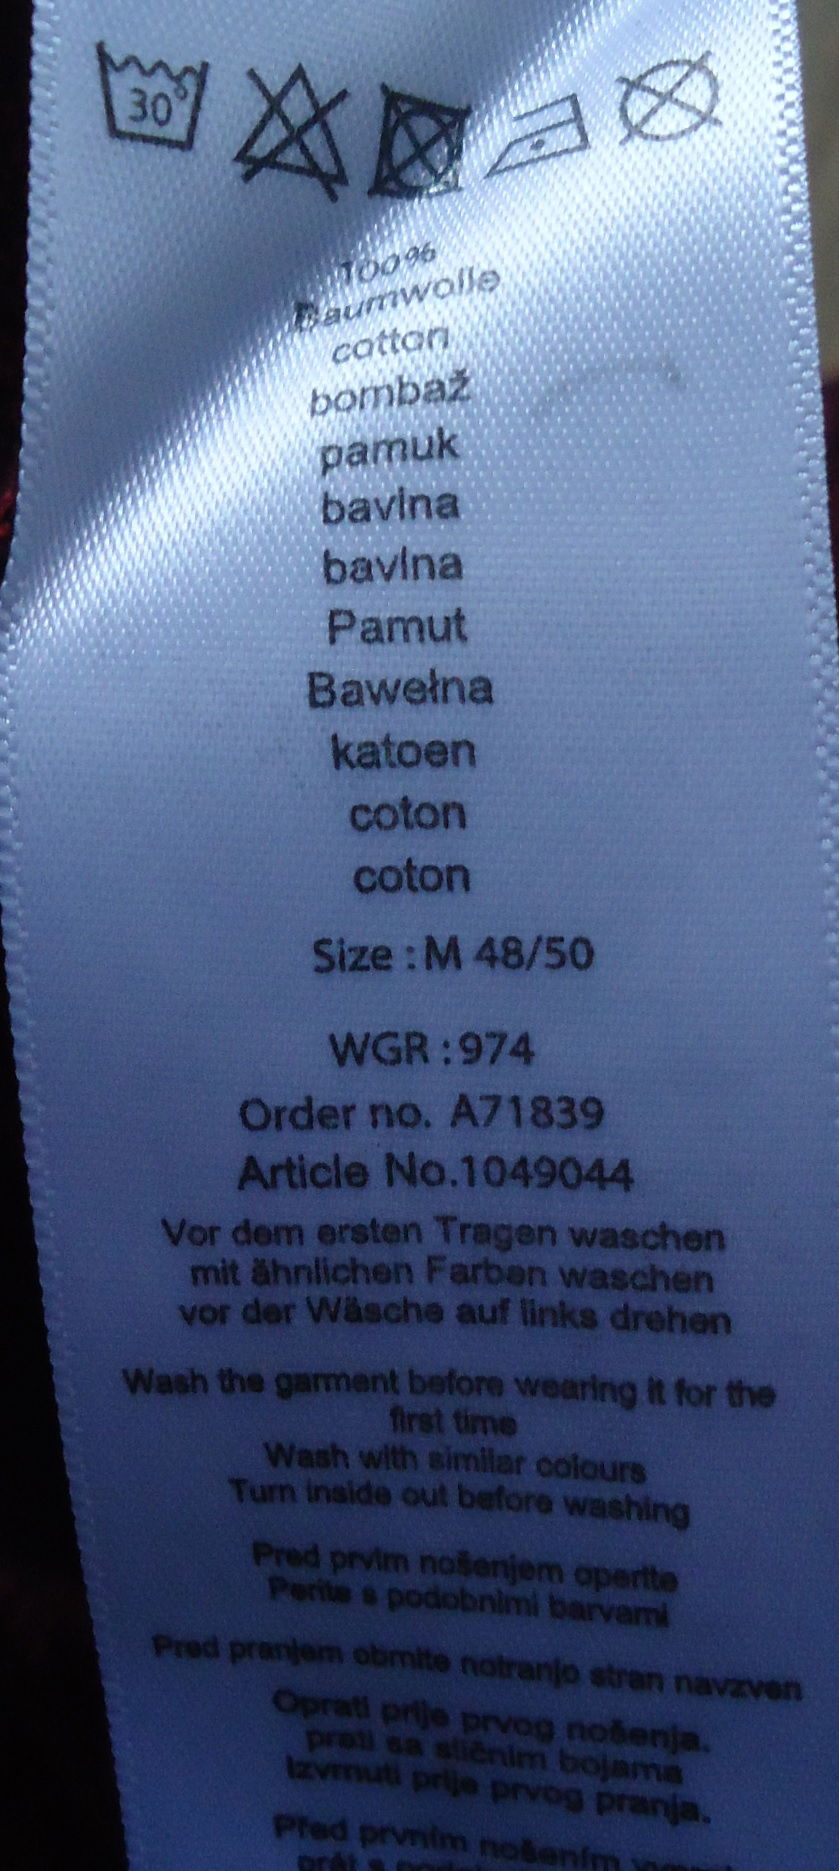 30°
100%
Baumwolle
cotton
bombaž
pamuk
bavlna
bavlna
Pamut
Bawełna
katoen
coton
coton
Size : M 48/50
WGR : 974
Order no. A71839
Article No.1049044
Vor dem ersten Tragen waschen
mit ähnlichen Farben waschen
vor der Wäsche auf links drehen
Wash the garment before wearing it for the
first time
Wash with similar colours
Turn inside out before washing
Pred prvim nošenjem operite
Perite s podobnimi barvami
Pred pranjem obrnite notranjo stran navzven
Oprati prije prvog nošenja.
prati sa sličnim bojama
Izvrnuti prije prvog pranja.
Před prvním nošením
prát s